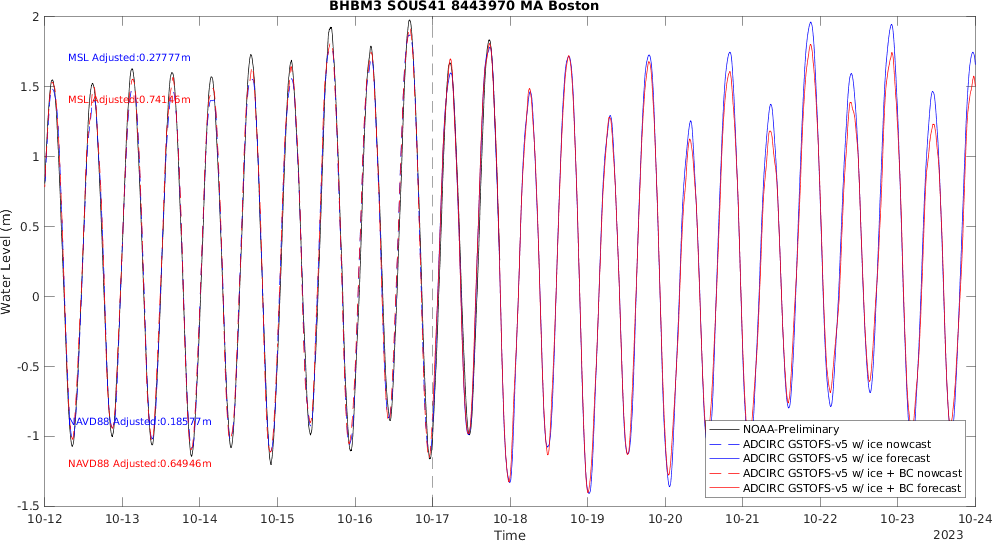 BHBM3 SOUS41 8443970 MA Boston
MSL Adjusted:0.27777m
MSL Adjusted:0.74146m
NAVD88 Adjusted:0.18577m
NAVD88 Adjusted:0.64946m
Water Level (m)
2
1.5
1
0.5
0
-0.5
-1
-1.5
NOAA-Preliminary
ADCIRC GSTOFS-v5 w/ ice nowcast
ADCIRC GSTOFS-v5 w/ ice forecast
ADCIRC GSTOFS-v5 w/ ice + BC nowcast
ADCIRC GSTOFS-v5 w/ ice + BC forecast
10-12 10-13 10-14 10-15 10-16 10-17 10-18 10-19 10-20 10-21 10-22 10-23 10-24
Time
2023